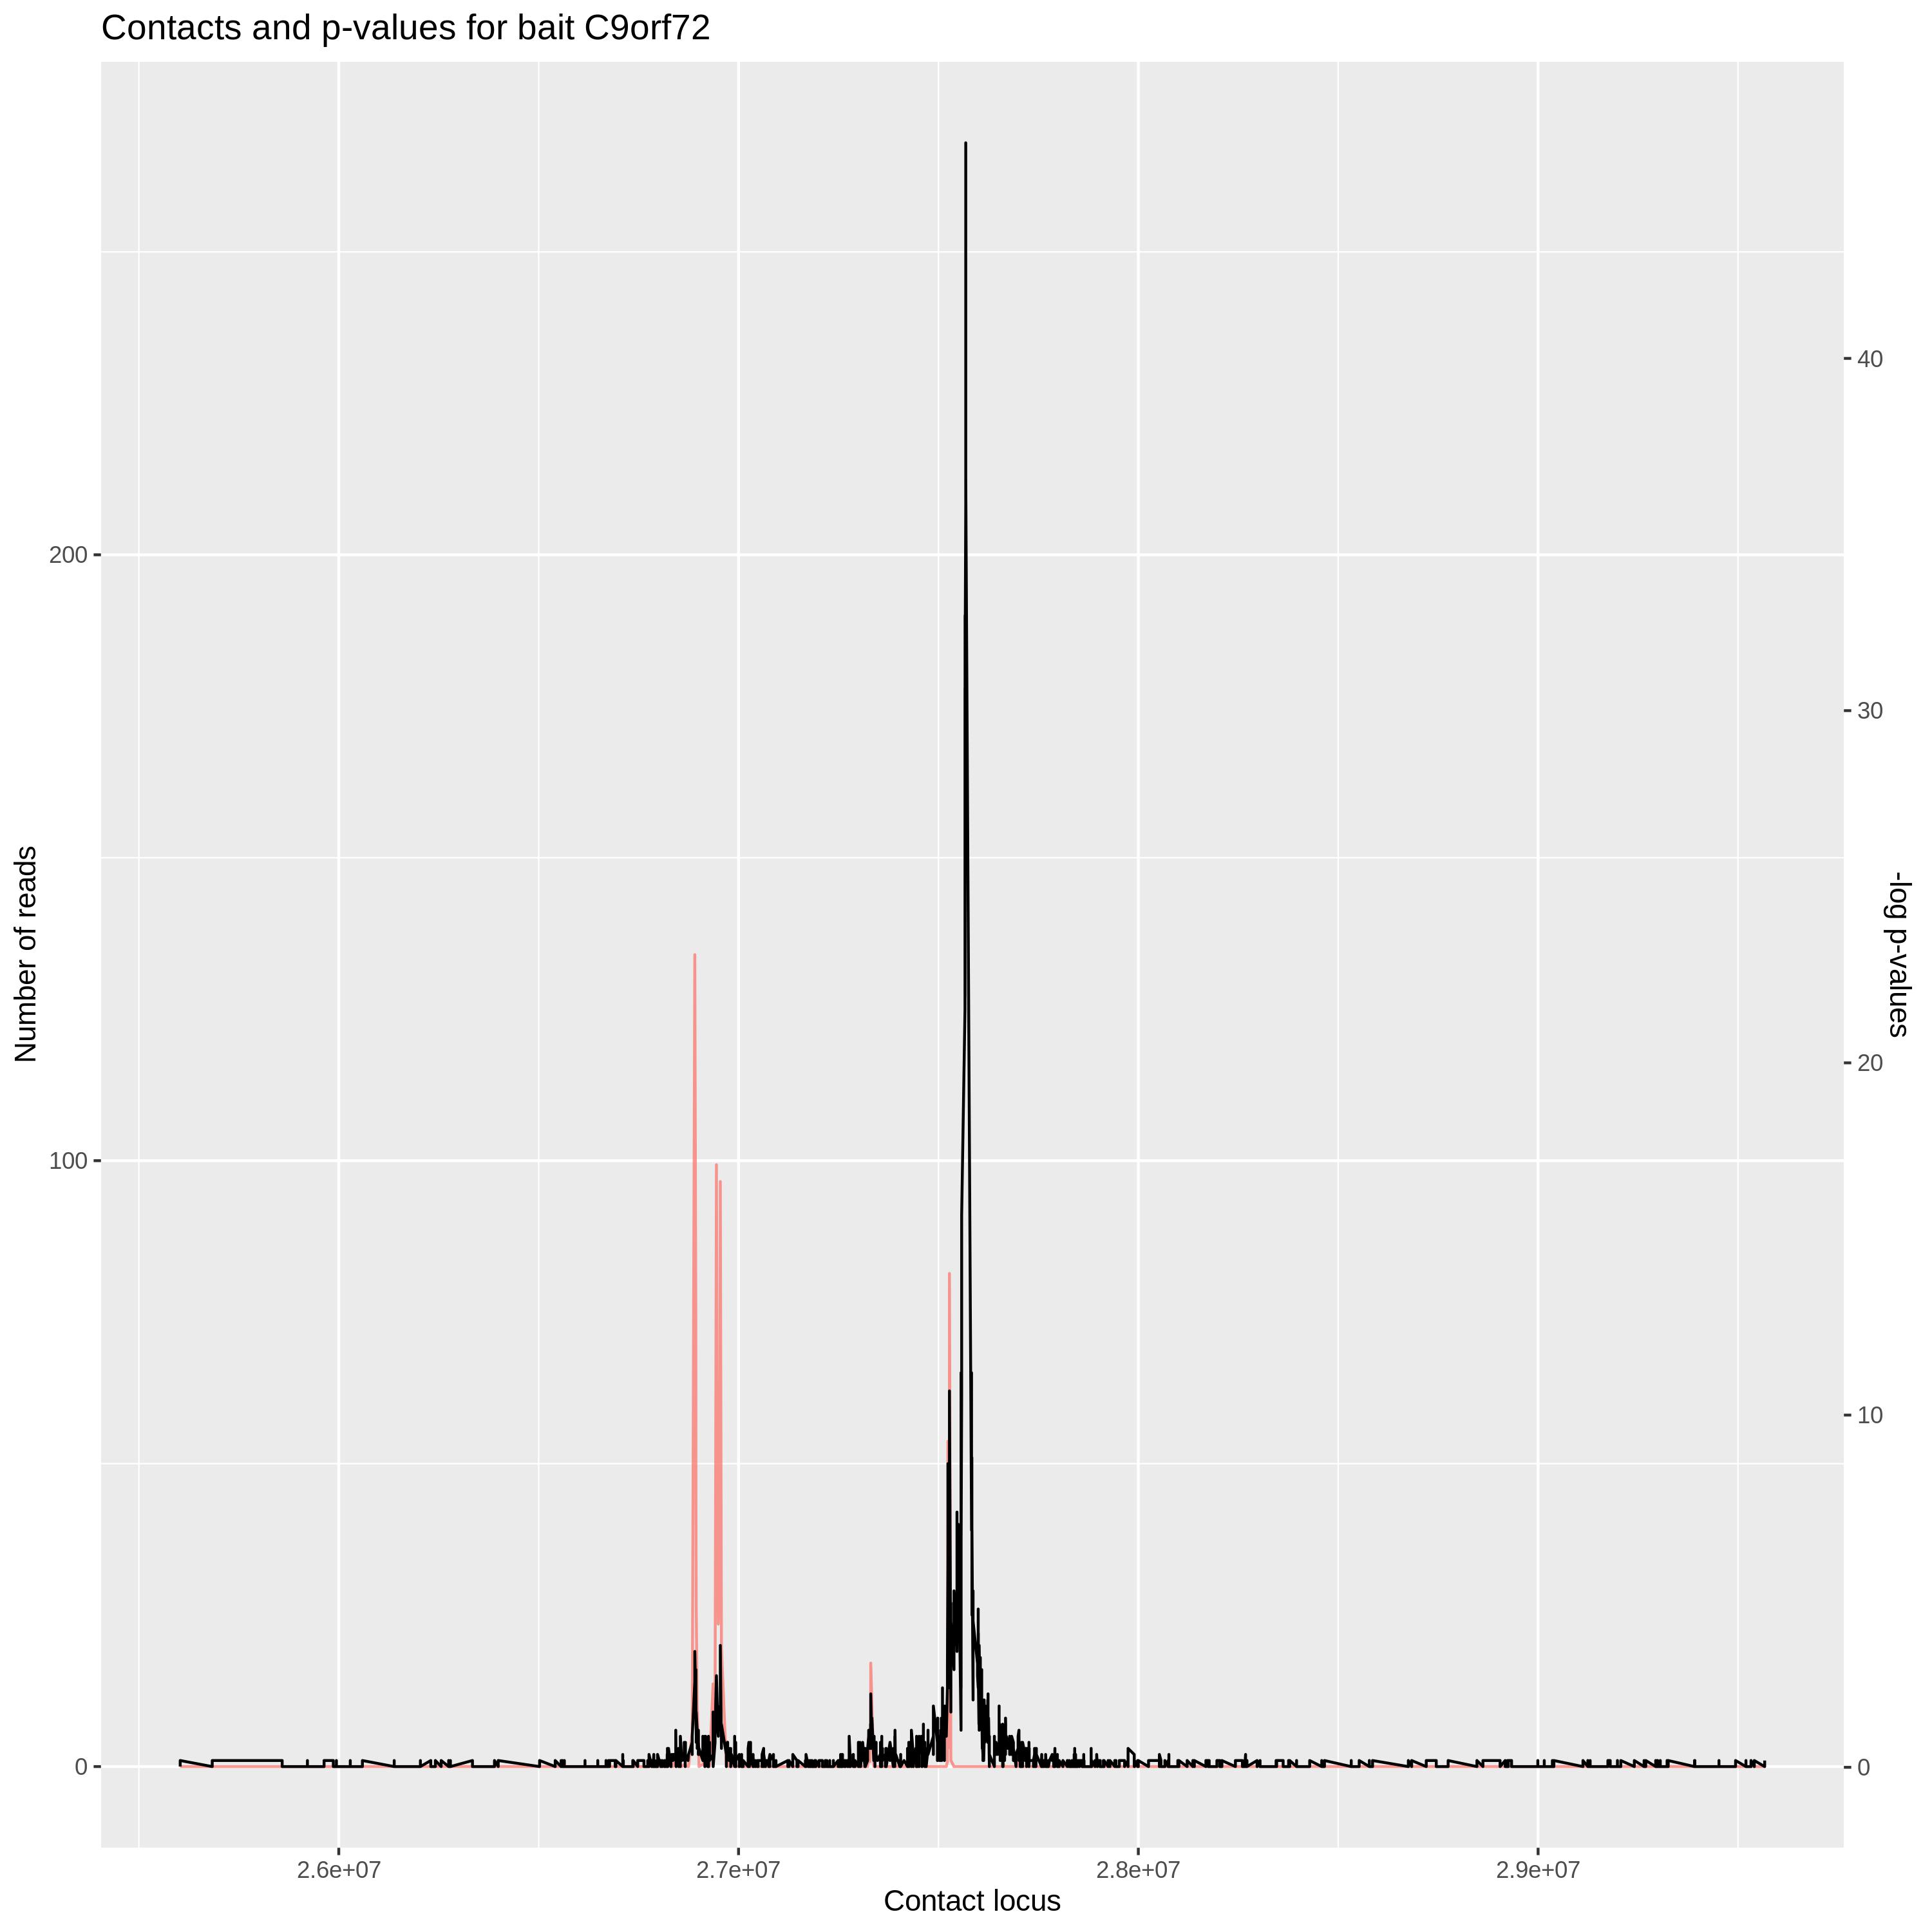 Contacts and p-values for bait C9orf72
Number of reads
200
100
0
40
30
20
10
0
-log p-values
2.6e+07
2.7e+07
2.8e+07
2.9e+07
Contact locus